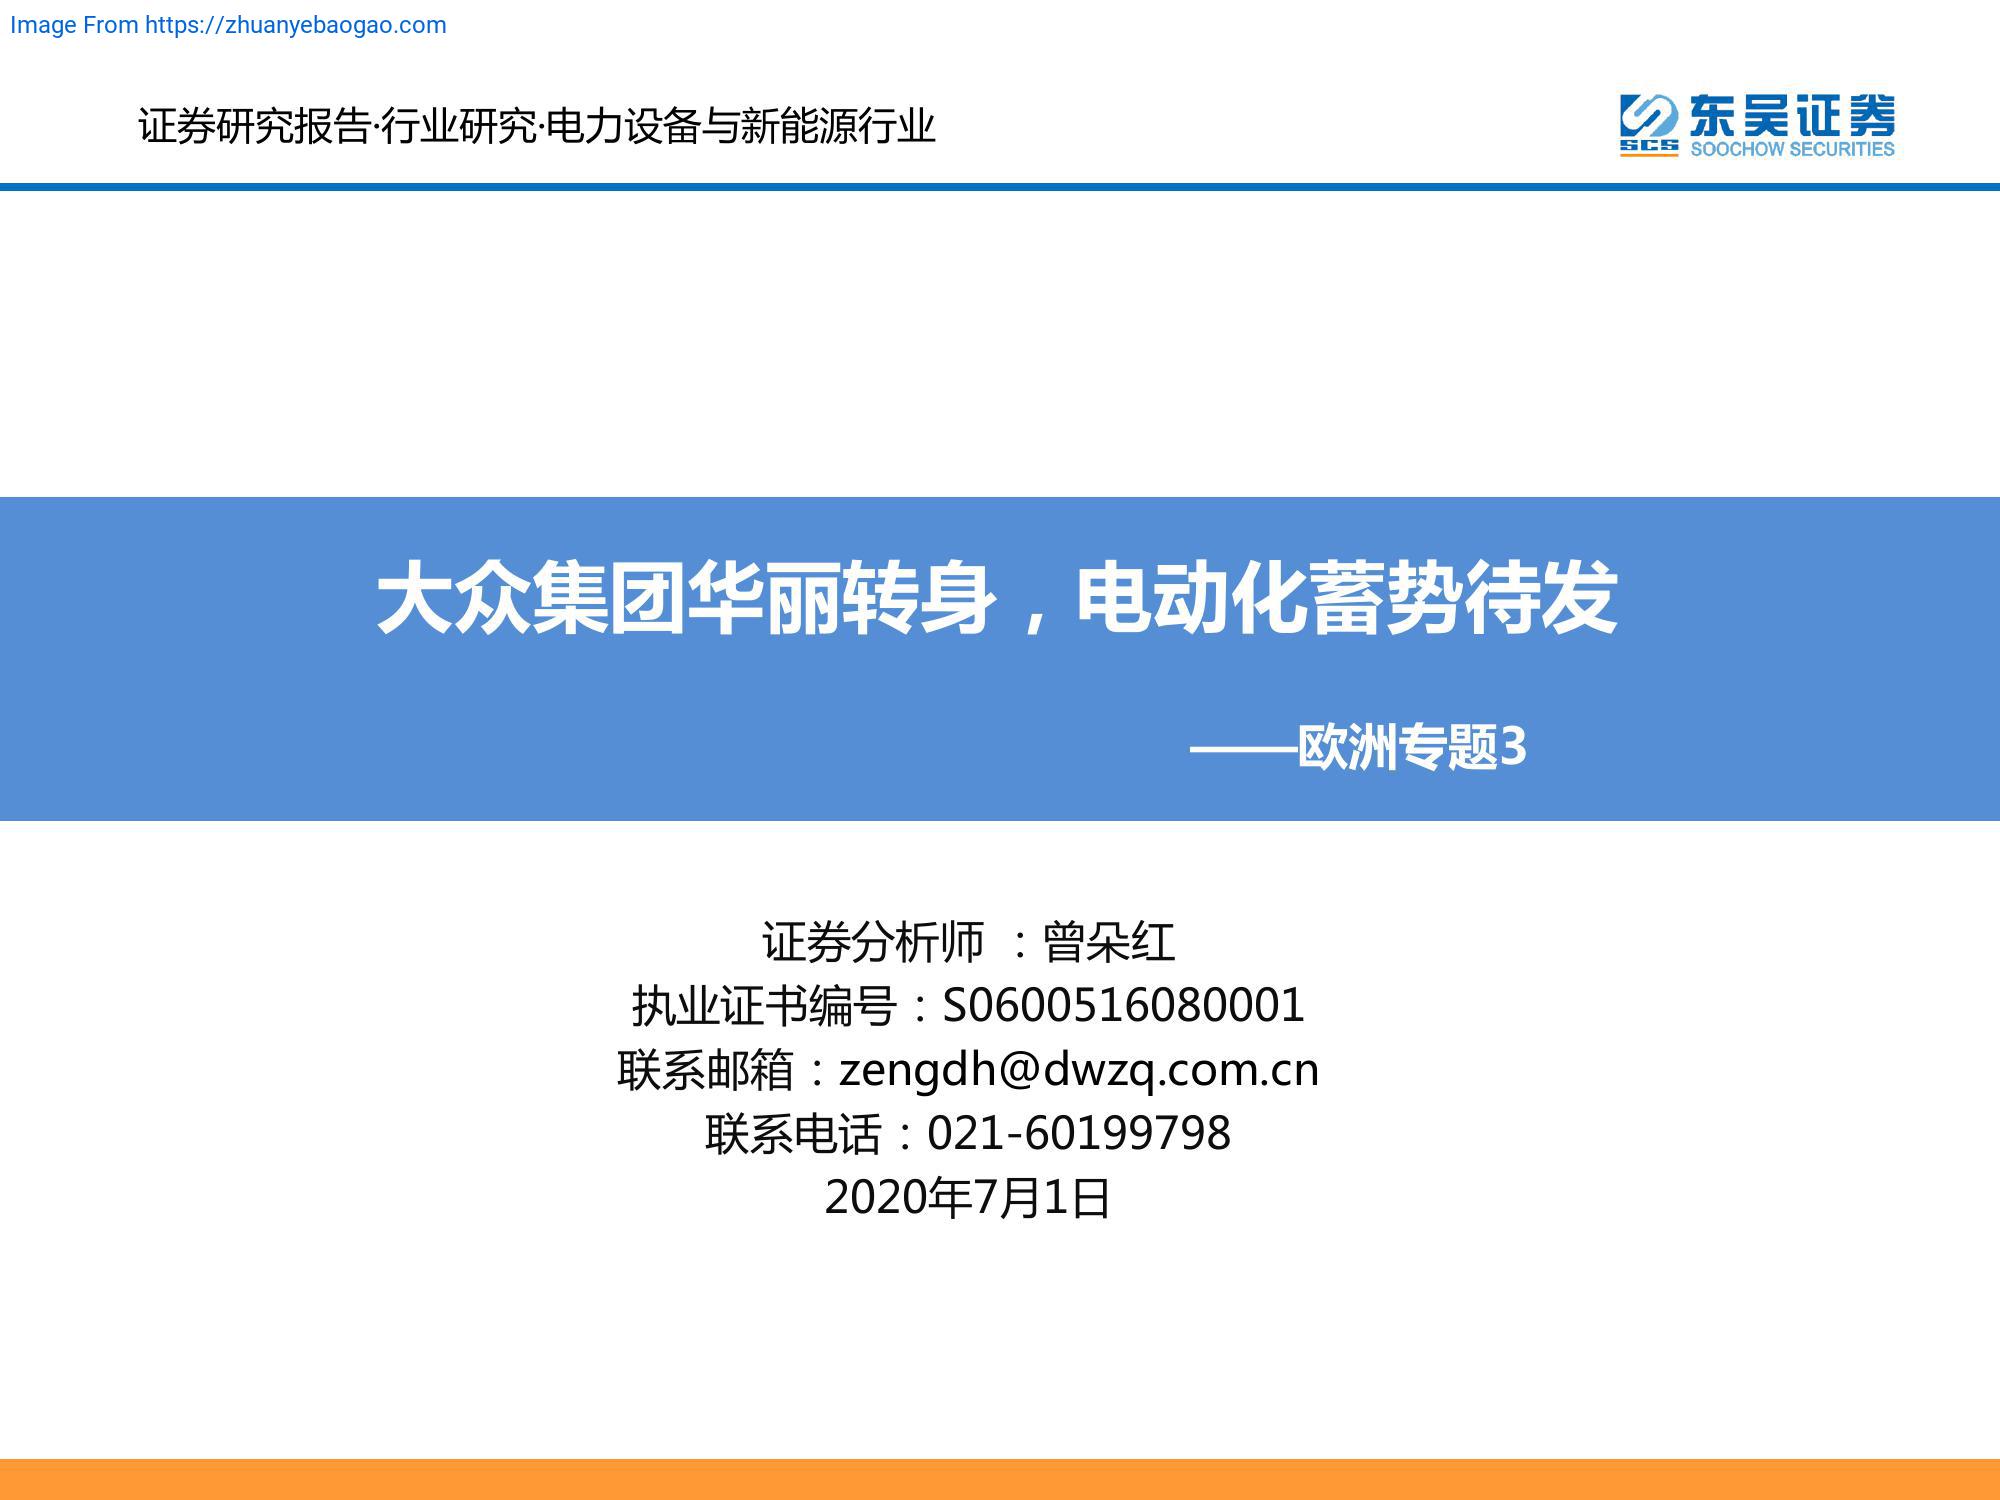 Image From https://zhuanyebaogao.com
证券研究报告·行业研究·电力设备与新能源行业
SCS
东吴证券
SOOCHOW SECURITIES
大众集团华丽转身，电动化蓄势待发
——欧洲专题3
证券分析师 ：曾朵红
执业证书编号：S0600516080001
联系邮箱：zengdh@dwzq.com.cn
联系电话：021-60199798
2020年7月1日